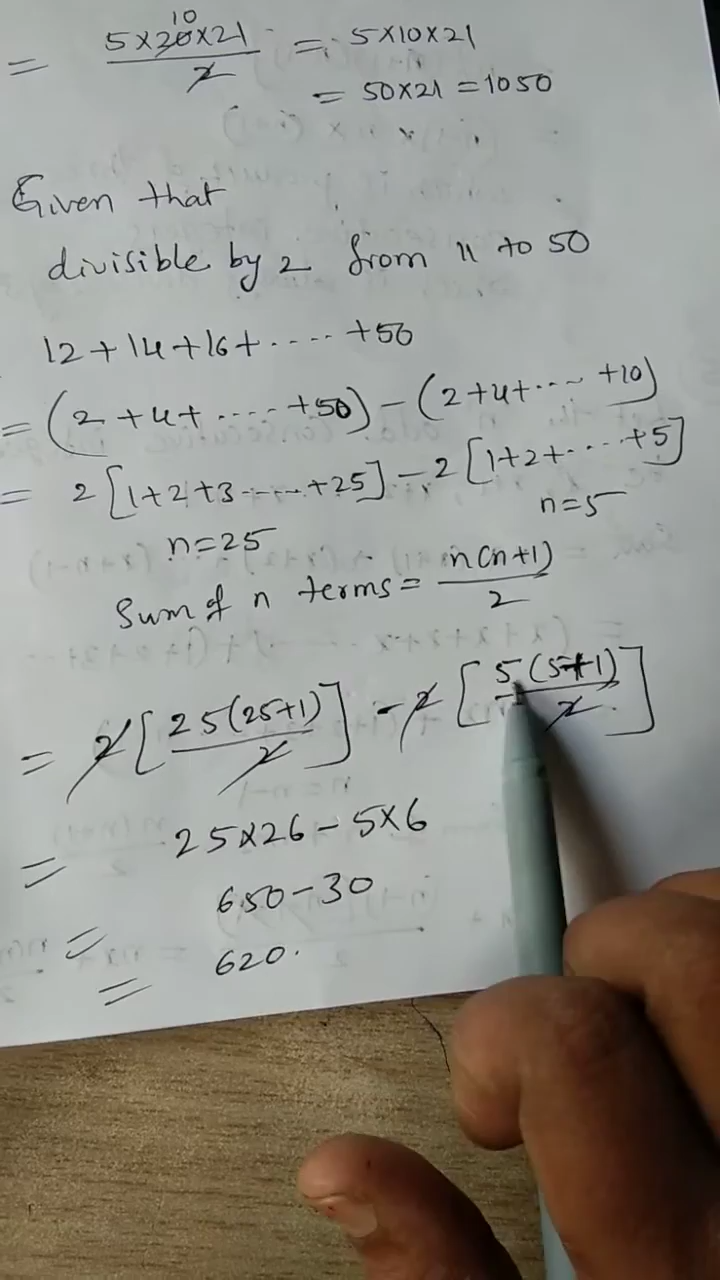 = 5×20×21/2 10 = 5×10×21
= 50×21 = 1050
Given that
divisible by 2 from 11 to 50
12+14+16+.....+50
= (2+4+.....+50)-(2+4+.....+10)
= 2[1+2+3.....+25]-2[1+2+.....+5]
n=25 n=5
Sum of n terms = n(n+1)/2
= 2[25(25+1)/2] - 2[5(5+1)/2]
= 25×26-5×6
= 650-30
= 620.